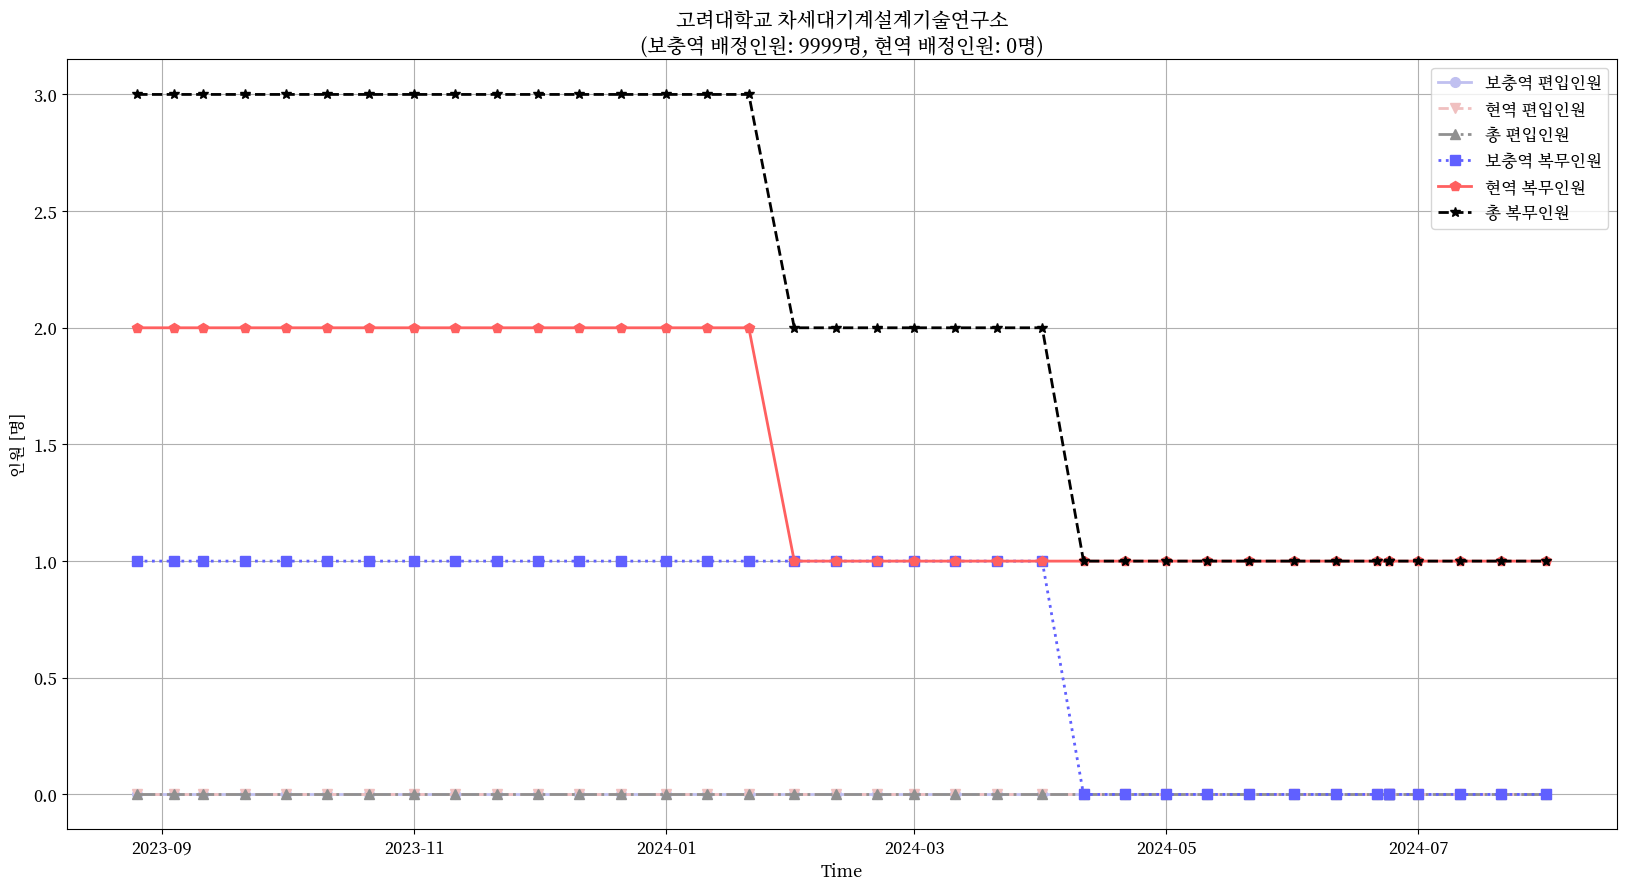 고려대학교 차세대기계설계기술연구소
(보충역 배정인원: 9999명, 현역 배정인원: 0명)
보충역 편입인원
현역 편입인원
총 편입인원
보충역 복무인원
현역 복무인원
총 복무인원
인원 [명]
3.0
2.5
2.0
1.5
1.0
0.5
0.0
2023-09
2023-11
2024-01
2024-03
2024-05
2024-07
Time